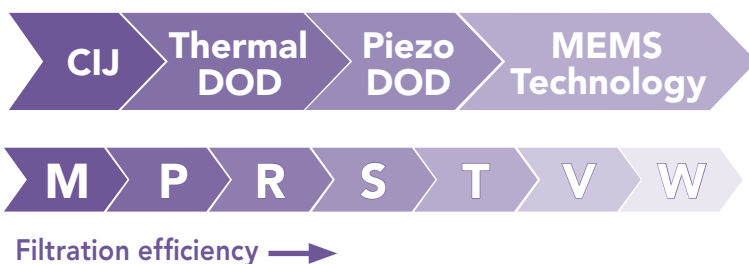 CIJ
Thermal
DOD
Piezo
DOD
MEMS
Technology
M P R S T V W
Filtration efficiency